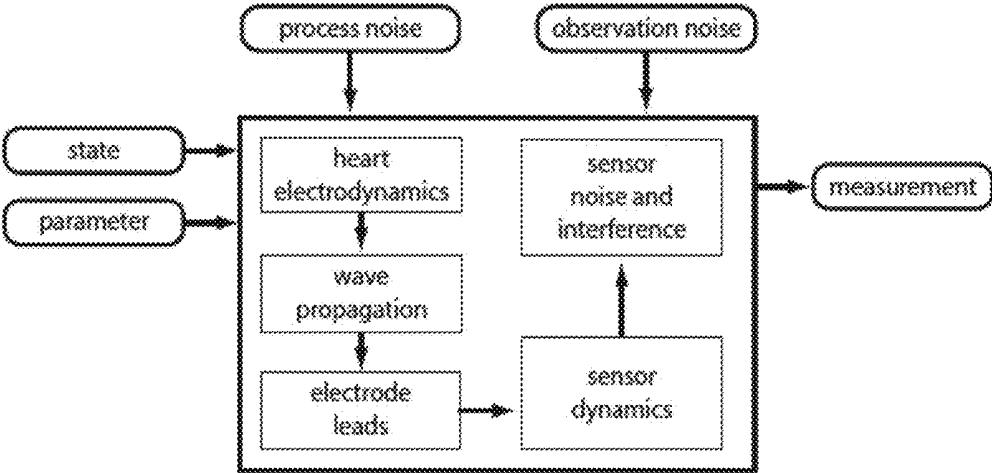 process noise
observation noise
state
parameter
heart
electrodynamics
wave
propagation
electrode
leads
sensor
dynamics
sensor
noise and
interference
measurement